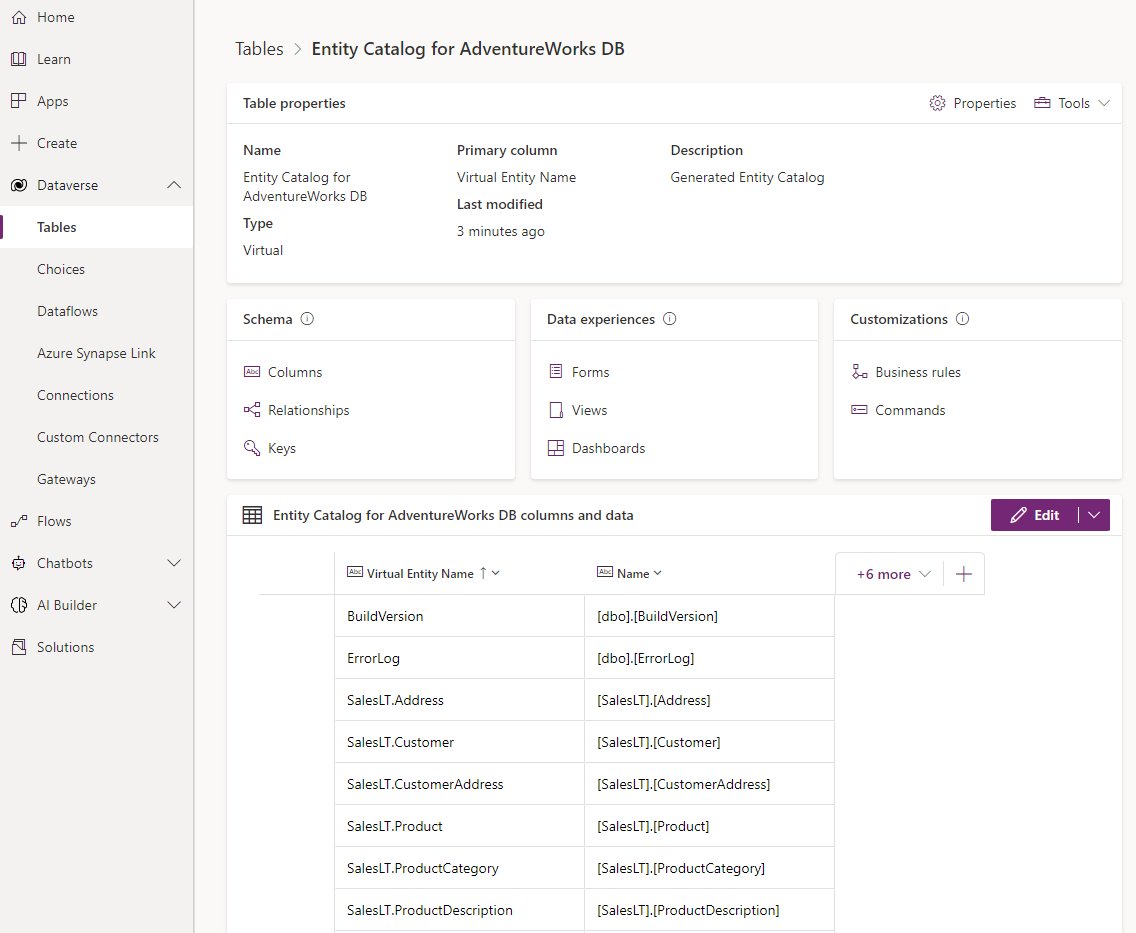 Home
Learn
Apps
Create
Dataverse
Tables
Choices
Dataflows
Azure Synapse Link
Connections
Custom Connectors
Gateways
Flows
Chatbots
AI Builder
Solutions
Tables > Entity Catalog for AdventureWorks DB
Table properties
Properties
Tools
Name
Entity Catalog for
AdventureWorks DB
Type
Virtual
Primary column
Virtual Entity Name
Last modified
3 minutes ago
Description
Generated Entity Catalog
Schema
Columns
Relationships
Keys
Data experiences
Forms
Views
Dashboards
Customizations
Business rules
Commands
Entity Catalog for AdventureWorks DB columns and data
Edit
Abc Virtual Entity Name ↑
Abc Name
+6 more
BuildVersion [dbo].[BuildVersion]
ErrorLog [dbo].[ErrorLog]
SalesLT.Address [SalesLT].[Address]
SalesLT.Customer [SalesLT].[Customer]
SalesLT.CustomerAddress [SalesLT].[CustomerAddress]
SalesLT.Product [SalesLT].[Product]
SalesLT.ProductCategory [SalesLT].[ProductCategory]
SalesLT.ProductDescription [SalesLT].[ProductDescription]